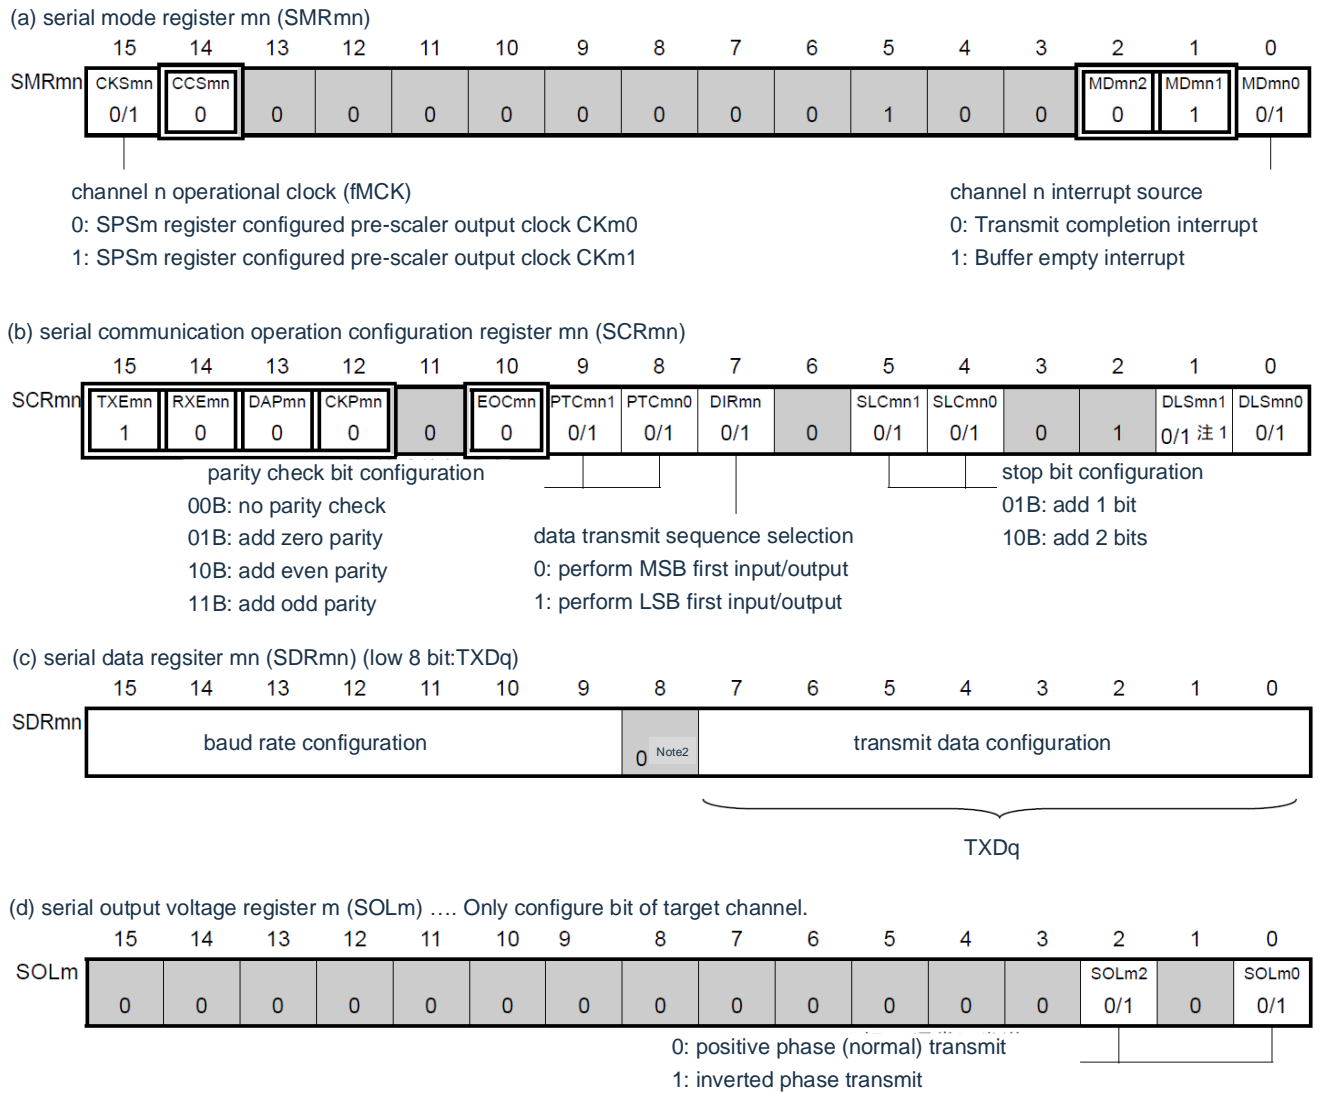 (a) serial mode register mn (SMRmn)
15 14 13 12 11 10 9 8 7 6 5 4 3 2 1 0
SMRmn CKSmn CCSmn MDmn2 MDmn1 MDmn0
0/1 0 0 0 0 0 0 0 0 0 1 0 0 0 1 0/1
channel n operational clock (fMCK)
0: SPSm register configured pre-scaler output clock CKm0
1: SPSm register configured pre-scaler output clock CKm1
channel n interrupt source
0: Transmit completion interrupt
1: Buffer empty interrupt
(b) serial communication operation configuration register mn (SCRmn)
15 14 13 12 11 10 9 8 7 6 5 4 3 2 1 0
SCRmn TXEmn RXEmn DAPmn CKPmn EOCmn PTCmn1 PTCmn0 DIRmn SLCmn1 SLCmn0 DLSmn1 DLSmn0
1 0 0 0 0 0 0/1 0/1 0/1 0 0/1 0/1 0 1 0/1 注 1 0/1
parity check bit configuration
00B: no parity check
01B: add zero parity
10B: add even parity
11B: add odd parity
data transmit sequence selection
0: perform MSB first input/output
1: perform LSB first input/output
stop bit configuration
01B: add 1 bit
10B: add 2 bits
(c) serial data regsiter mn (SDRmn) (low 8 bit:TXDq)
15 14 13 12 11 10 9 8 7 6 5 4 3 2 1 0
SDRmn
baud rate configuration 0 Note2 transmit data configuration
TXDq
(d) serial output voltage register m (SOLm) …. Only configure bit of target channel.
15 14 13 12 11 10 9 8 7 6 5 4 3 2 1 0
SOLm SOLm2 SOLm0
0 0 0 0 0 0 0 0 0 0 0 0 0 0/1 0 0/1
0: positive phase (normal) transmit
1: inverted phase transmit